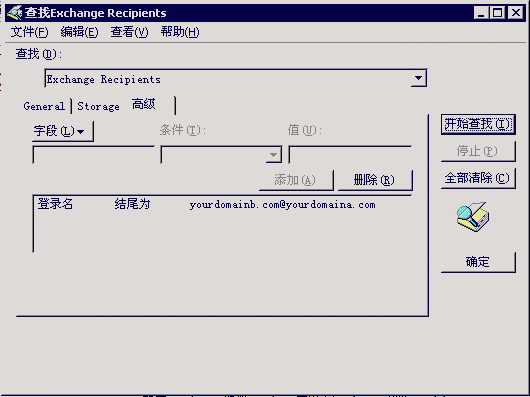 查找Exchange Recipients
文件(F) 编辑(E) 查看(V) 帮助(H)
查找(D):
Exchange Recipients
General Storage 高级
字段(L) 条件(T): 值(U):
添加(A) 删除(R)
登录名 结尾为 yourdomainb.com@yourdomaina.com
开始查找(I)
停止(P)
全部清除(C)
确定